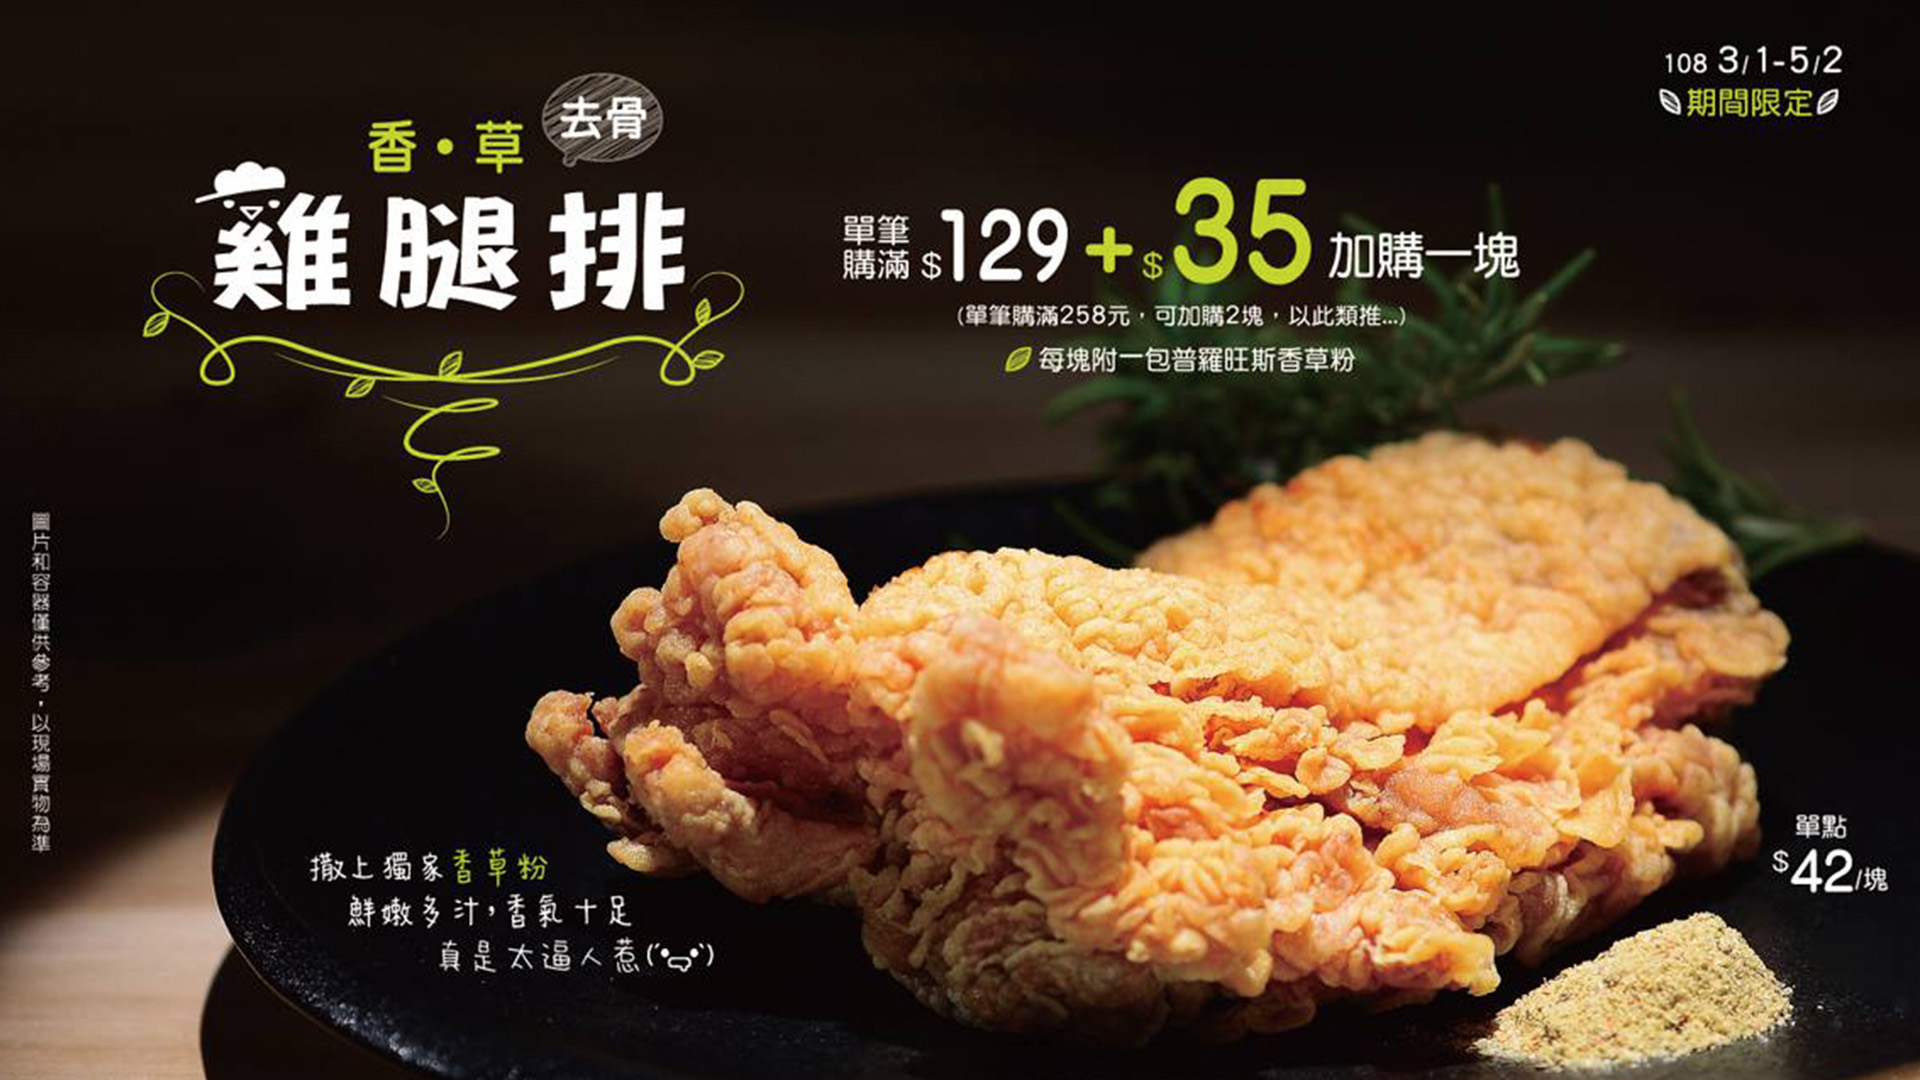 108 3/1-5/2
期間限定
香・草
去骨
雞腿排
單筆購滿 $129+$35加購一塊
(單筆購滿258元，可加購2塊，以此類推...)
每塊附一包普羅旺斯香草粉
圖片和容器僅供參考，以現場實物為準
撒上獨家香草粉
鮮嫩多汁，香氣十足
真是太逼人惹
單點
$42/塊